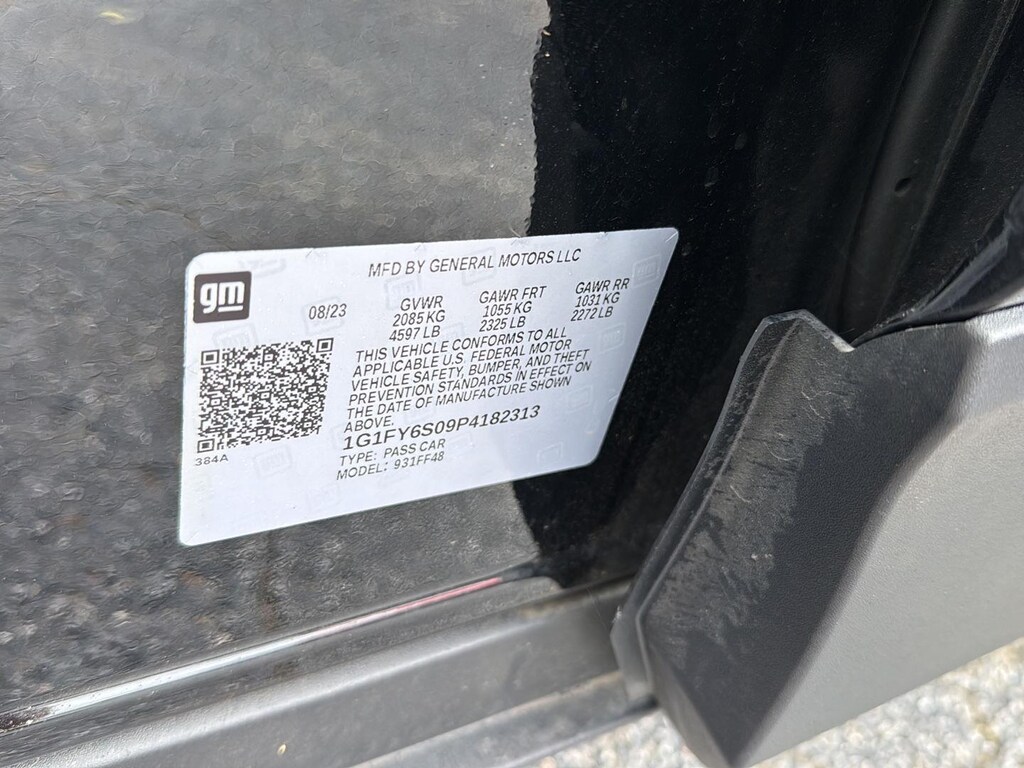 MFD BY GENERAL MOTORS LLC
gm
08/23
GVWR
2085 KG
4597 LB
GAWR FRT
1055 KG
2325 LB
GAWR RR
1031 KG
2272 LB
THIS VEHICLE CONFORMS TO ALL
APPLICABLE U.S. FEDERAL MOTOR
VEHICLE SAFETY, BUMPER, AND THEFT
PREVENTION STANDARDS IN EFFECT ON
THE DATE OF MANUFACTURE SHOWN
ABOVE.
1G1FY6S09P4182313
TYPE: PASS CAR
MODEL: 931FF48
384A